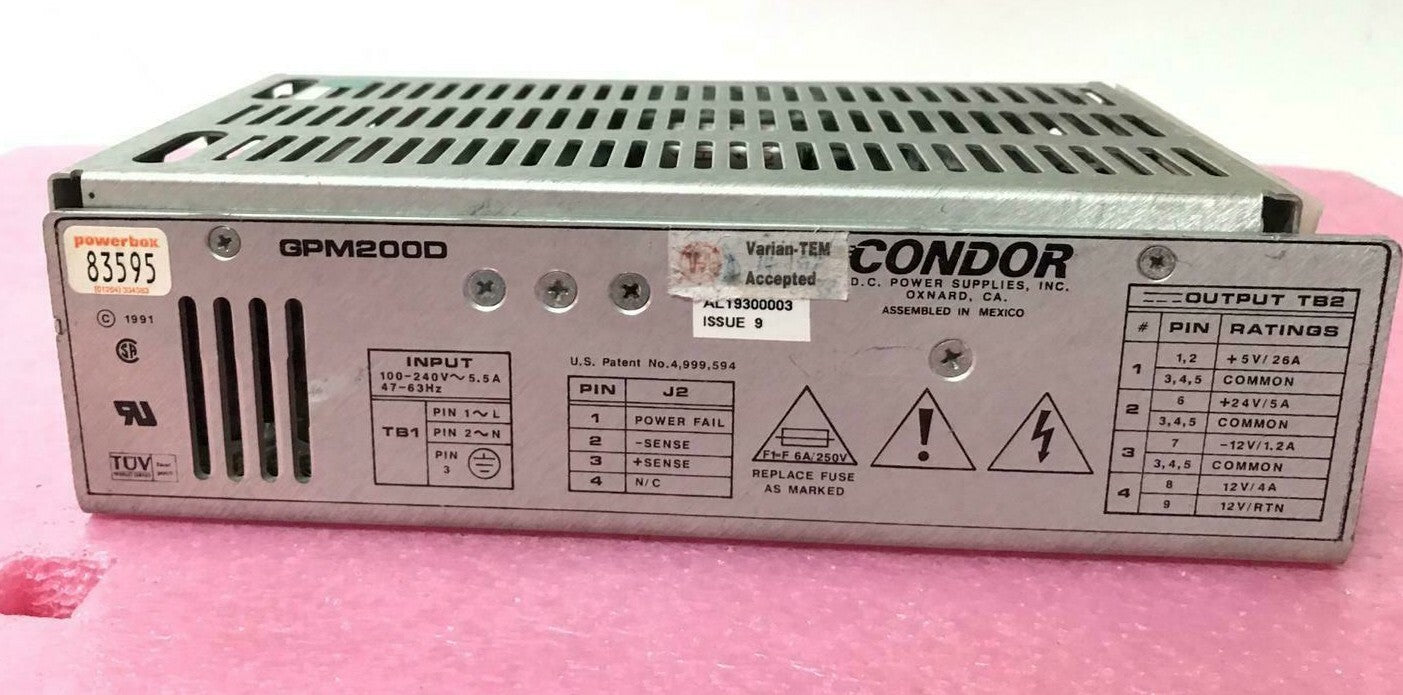 powerbox
83595
GPM200D
© 1991
TUV
INPUT
100-240V~ 5.5A
47-63Hz
TB1
PIN 1~L
PIN 2~N
PIN
3
U.S. Patent No.4,999,594
PIN J2
1 POWER FAIL
2 -SENSE
3 +SENSE
4 N/C
Varian-TEM
Accepted
AL19300003
ISSUE 9
CONDOR
D.C. POWER SUPPLIES, INC.
OXNARD, CA.
ASSEMBLED IN MEXICO
F1-F 6A/250V
REPLACE FUSE
AS MARKED
OUTPUT TB2
# PIN RATINGS
1 1,2 +5V/26A
3,4,5 COMMON
2 6 +24V/5A
3,4,5 COMMON
3 7 -12V/1.2A
3,4,5 COMMON
4 8 12V/4A
9 12V/RTN